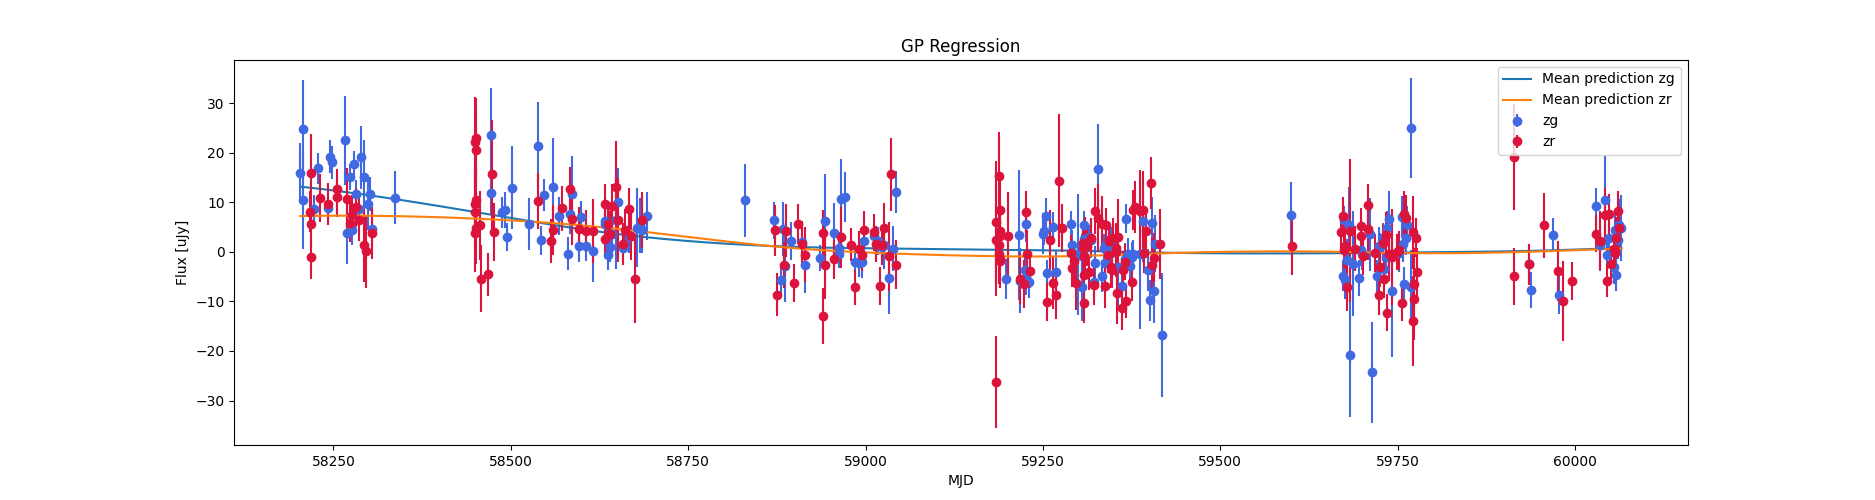 GP Regression
Flux [uJy]
30
20
10
0
−10
−20
−30
Mean prediction zg
Mean prediction zr
zg
zr
58250
58500
58750
59000
59250
59500
59750
60000
MJD